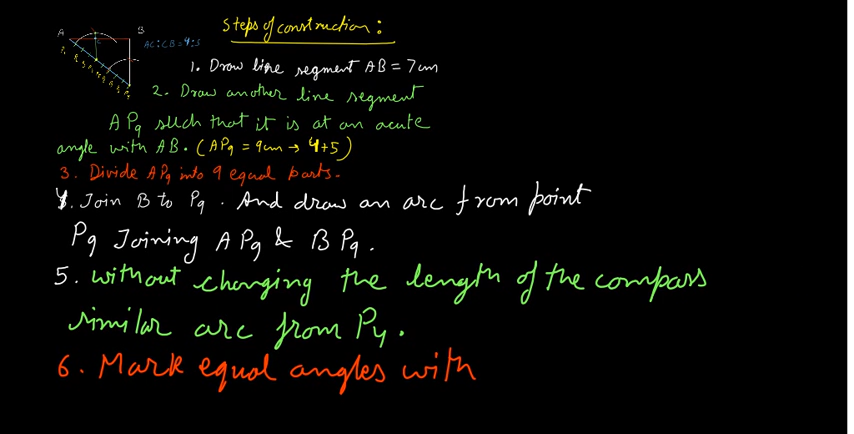 Steps of construction:
A B
AC:CB=4:5
1. Draw line segment AB = 7cm
2. Draw another line segment
AP9 such that it is at an acute
angle with AB. (AP9 = 9cm → 4+5)
3. Divide AP9 into 9 equal parts.
4. Join B to P9. And draw an arc from point
P9 Joining AP9 & BP9.
5. without changing the length of the compass
similar arc from P4.
6. Mark equal angles with